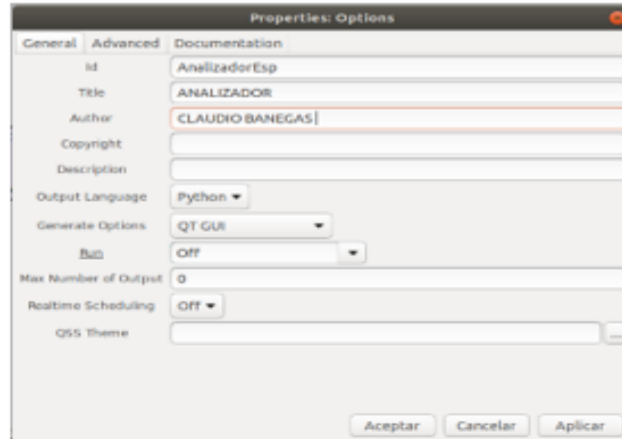 Properties: Options
General Advanced Documentation
Id AnalizadorEsp
Title ANALIZADOR
Author CLAUDIO BANEGAS
Copyright
Description
Output Language Python
Generate Options QT GUI
Run Off
Max Number of Output 0
Realtime Scheduling Off
QSS Theme ...
Aceptar Cancelar Aplicar